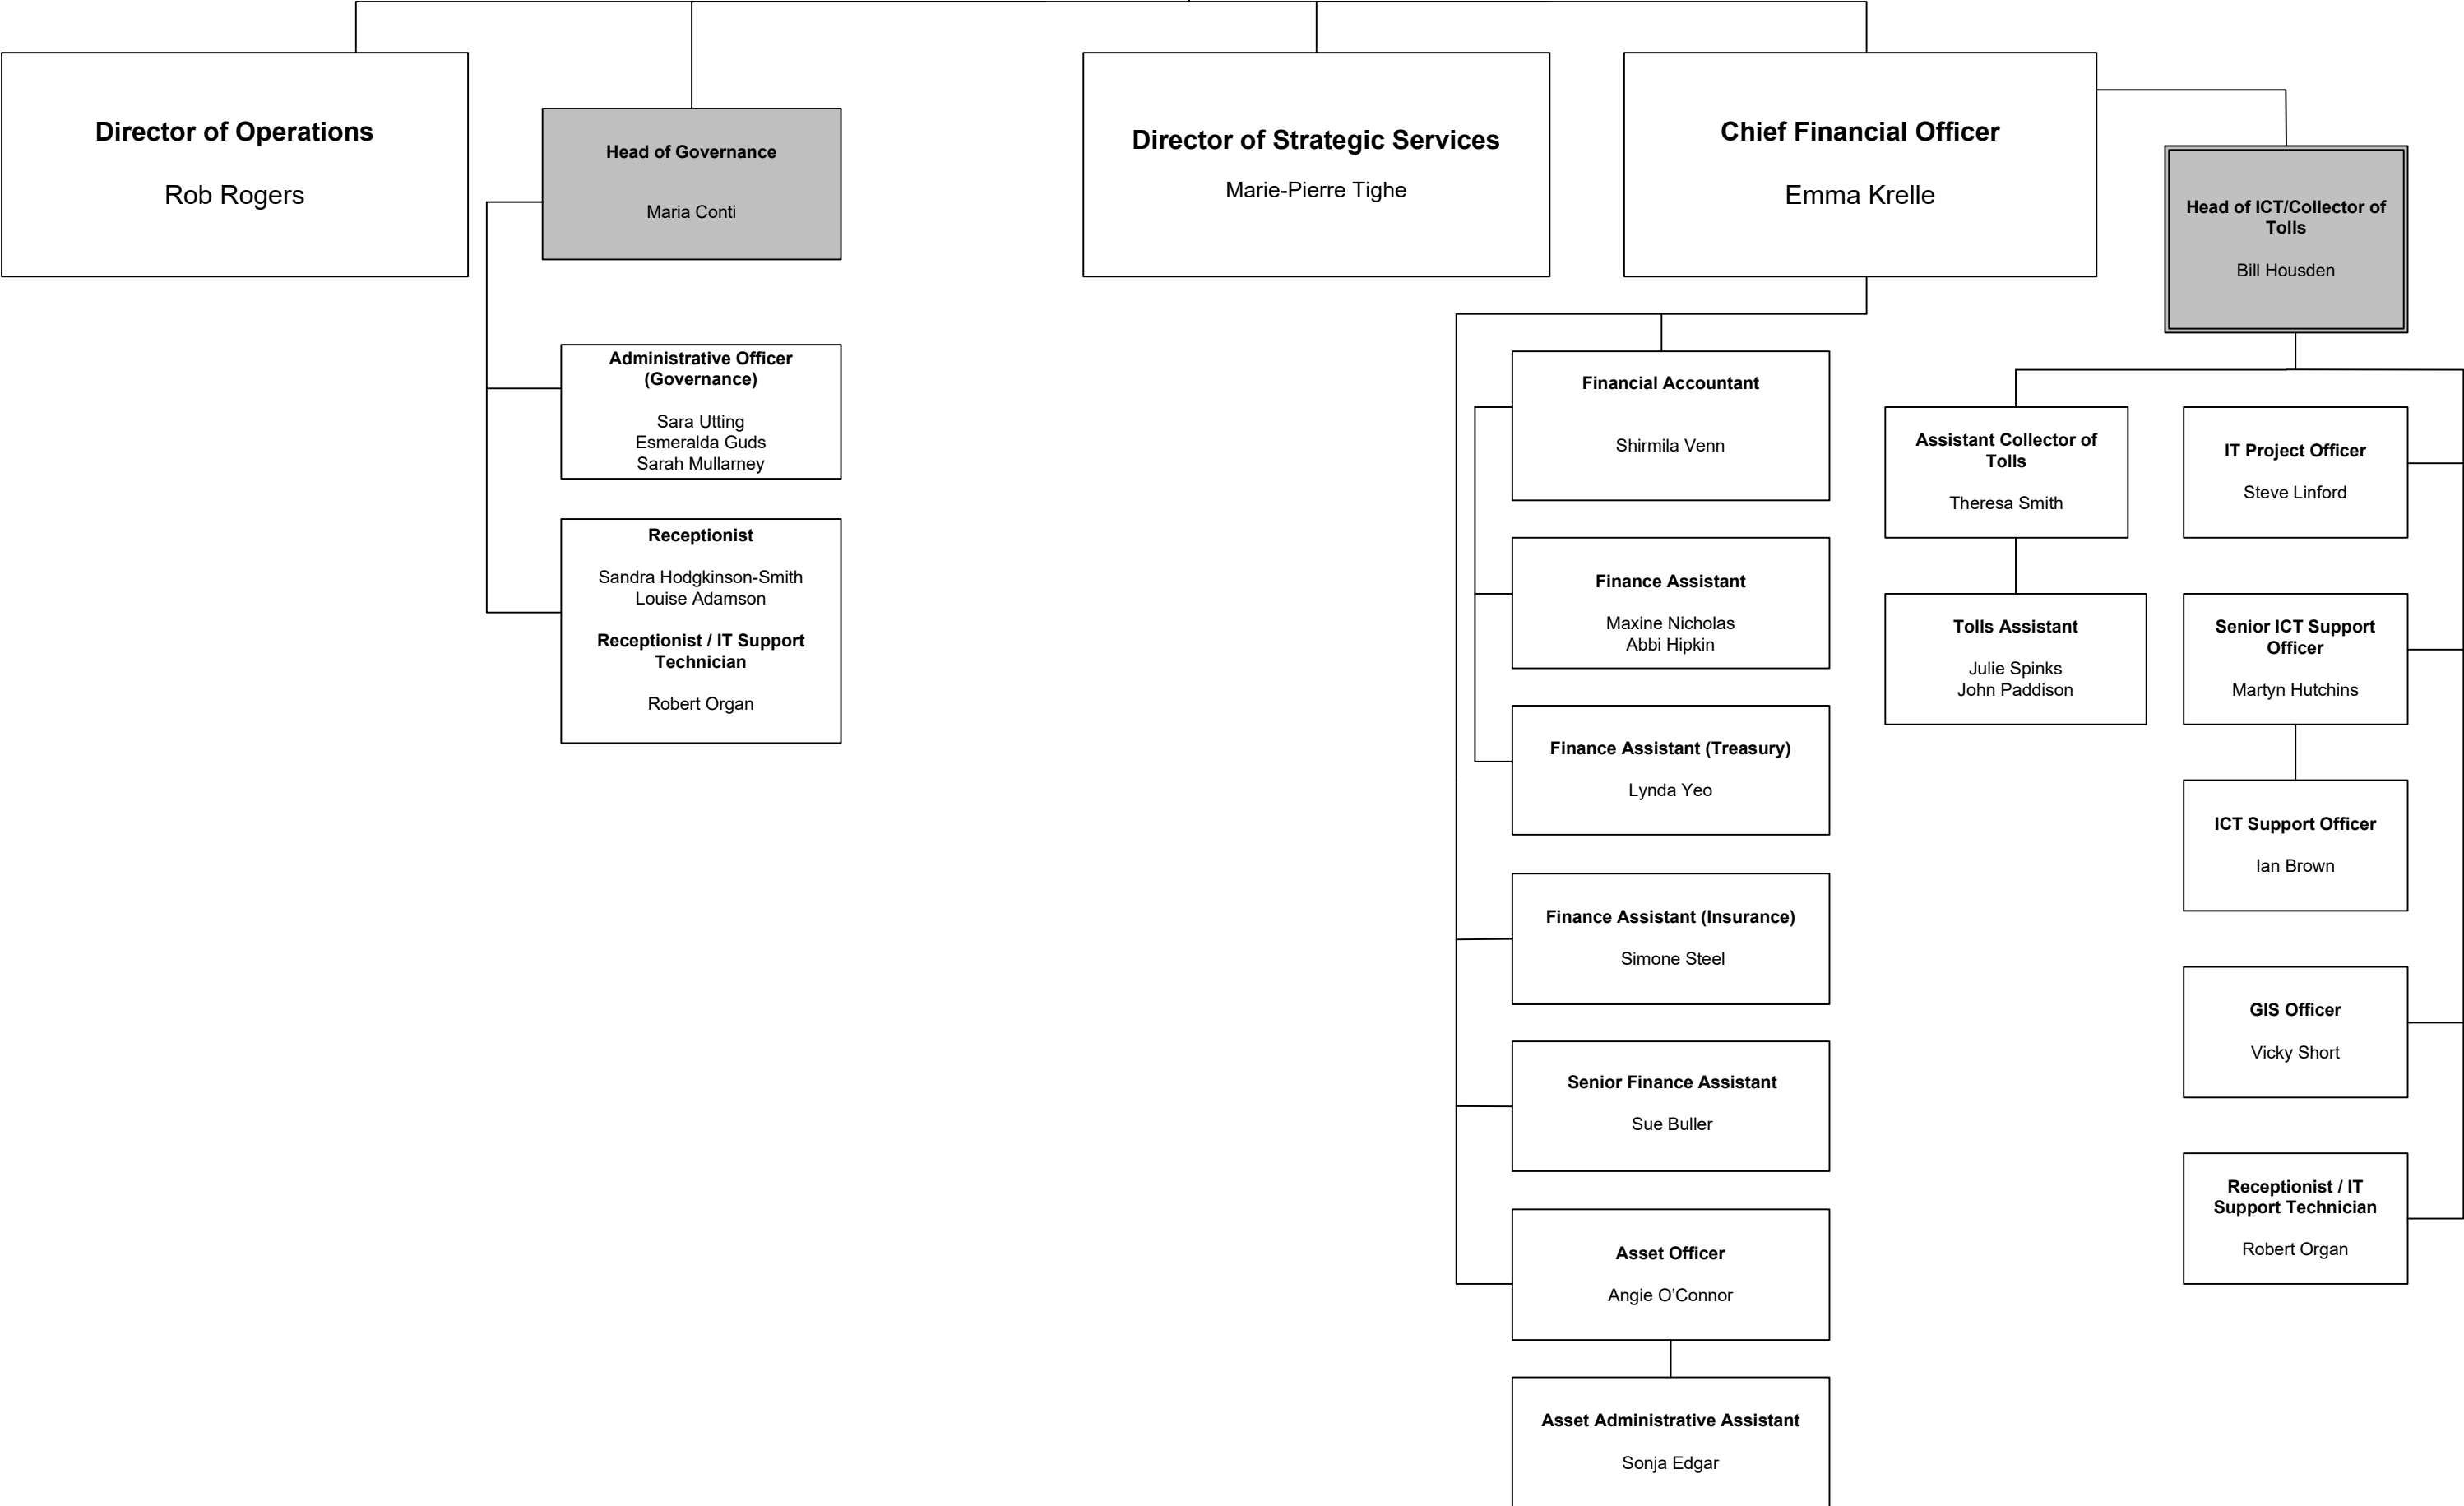 Director of Operations
Rob Rogers
Head of Governance
Maria Conti
Administrative Officer
(Governance)
Sara Utting
Esmeralda Guds
Sarah Mullarney
Receptionist
Sandra Hodgkinson-Smith
Louise Adamson
Receptionist / IT Support
Technician
Robert Organ
Director of Strategic Services
Marie-Pierre Tighe
Chief Financial Officer
Emma Krelle
Financial Accountant
Shirmila Venn
Finance Assistant
Maxine Nicholas
Abbi Hipkin
Finance Assistant (Treasury)
Lynda Yeo
Finance Assistant (Insurance)
Simone Steel
Senior Finance Assistant
Sue Buller
Asset Officer
Angie O’Connor
Asset Administrative Assistant
Sonja Edgar
Head of ICT/Collector of
Tolls
Bill Housden
Assistant Collector of
Tolls
Theresa Smith
Tolls Assistant
Julie Spinks
John Paddison
IT Project Officer
Steve Linford
Senior ICT Support
Officer
Martyn Hutchins
ICT Support Officer
Ian Brown
GIS Officer
Vicky Short
Receptionist / IT
Support Technician
Robert Organ